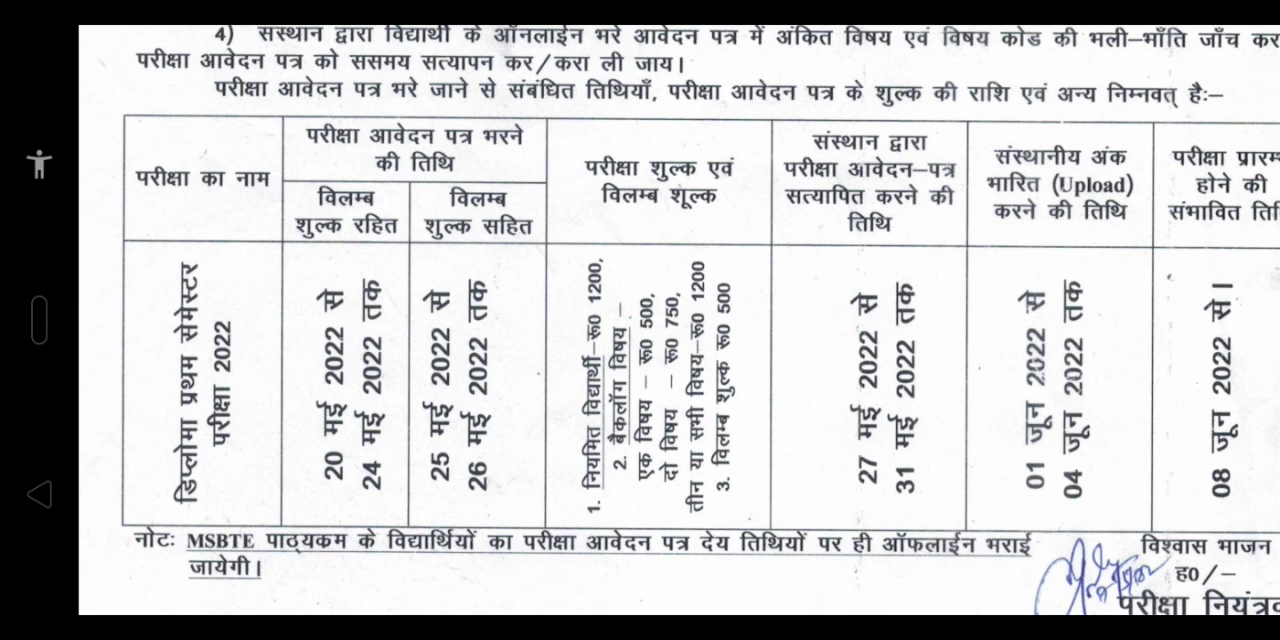 4) संस्थान द्वारा विद्यार्थी के ऑनलाईन भरे आवेदन पत्र में अंकित विषय एवं विषय कोड की भली–भाँति जाँच कर
परीक्षा आवेदन पत्र को ससमय सत्यापन कर/करा ली जाय।
परीक्षा आवेदन पत्र भरे जाने से संबंधित तिथियाँ, परीक्षा आवेदन पत्र के शुल्क की राशि एवं अन्य निम्नवत् हैः–
परीक्षा का नाम
परीक्षा आवेदन पत्र भरने
की तिथि
विलम्ब
शुल्क रहित
विलम्ब
शुल्क सहित
परीक्षा शुल्क एवं
विलम्ब शूल्क
संस्थान द्वारा
परीक्षा आवेदन–पत्र
सत्यापित करने की
तिथि
संस्थानीय अंक
भारित (Upload)
करने की तिथि
परीक्षा प्रारम्भ
होने की
संभावित तिथि
डिप्लोमा प्रथम सेमेस्टर
परीक्षा 2022
20 मई 2022 से
24 मई 2022 तक
25 मई 2022 से
26 मई 2022 तक
1. नियमित विद्यार्थी–रू0 1200,
2. बैकलॉग विषय –
एक विषय – रू0 500,
दो विषय – रू0 750,
तीन या सभी विषय–रू0 1200
3. विलम्ब शुल्क रू0 500
27 मई 2022 से
31 मई 2022 तक
01 जून 2022 से
04 जून 2022 तक
08 जून 2022 से।
नोटः MSBTE पाठ्यकम के विद्यार्थियों का परीक्षा आवेदन पत्र देय तिथियों पर ही ऑफलाईन भराई
जायेगी।
विश्वास भाजन
ह0/–
परीक्षा नियंत्रक